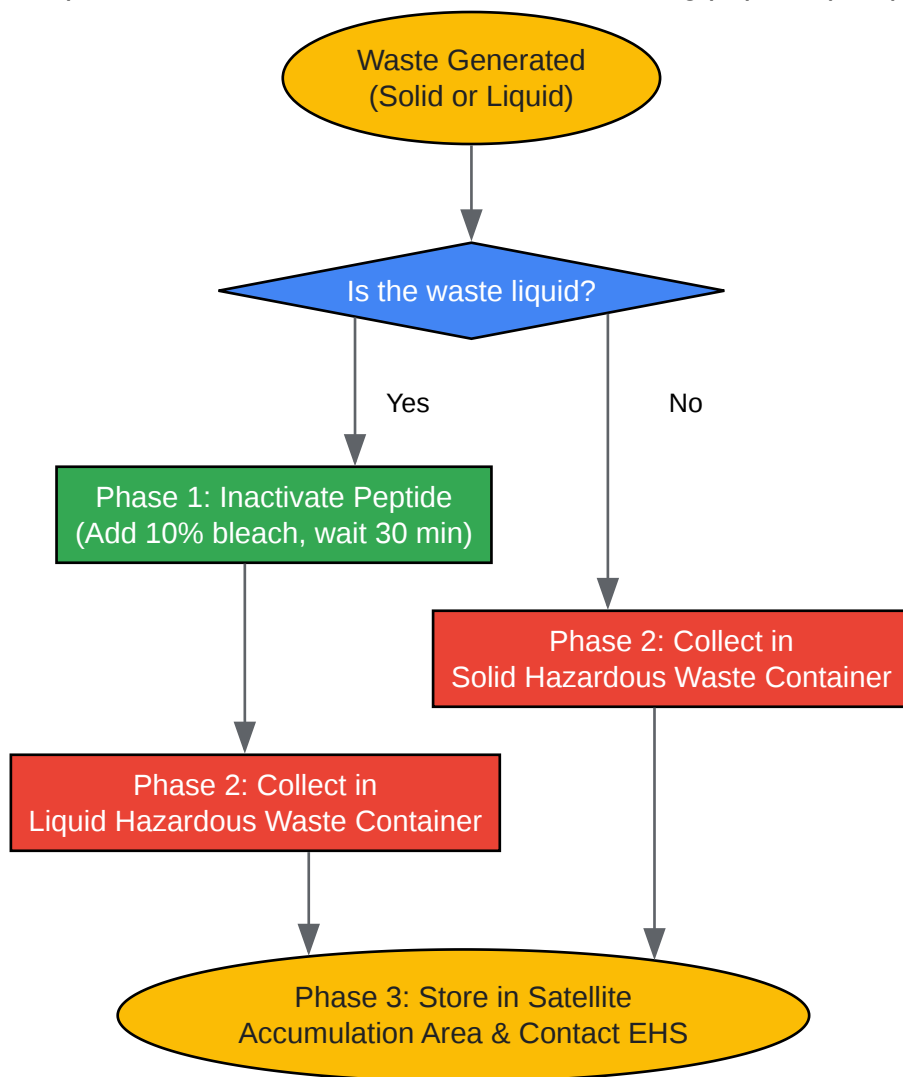 Waste Generated
(Solid or Liquid)
Is the waste liquid?
Yes
No
Phase 1: Inactivate Peptide
(Add 10% bleach, wait 30 min)
Phase 2: Collect in
Solid Hazardous Waste Container
Phase 2: Collect in
Liquid Hazardous Waste Container
Phase 3: Store in Satellite
Accumulation Area & Contact EHS